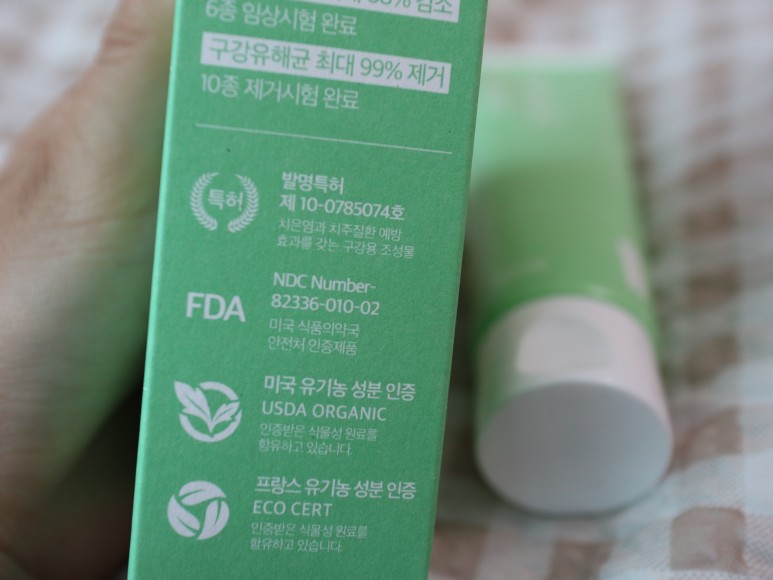 6종 임상시험 완료
구강유해균 최대 99% 제거
10종 제거시험 완료
특허
발명특허
제 10-0785074호
치은염과 치주질환 예방
효과를 갖는 구강용 조성물
FDA
NDC Number-
82336-010-02
미국 식품의약국
안전처 인증제품
미국 유기농 성분 인증
USDA ORGANIC
인증받은 식물성 원료를
함유하고 있습니다.
프랑스 유기농 성분 인증
ECO CERT
인증받은 식물성 원료를
함유하고 있습니다.